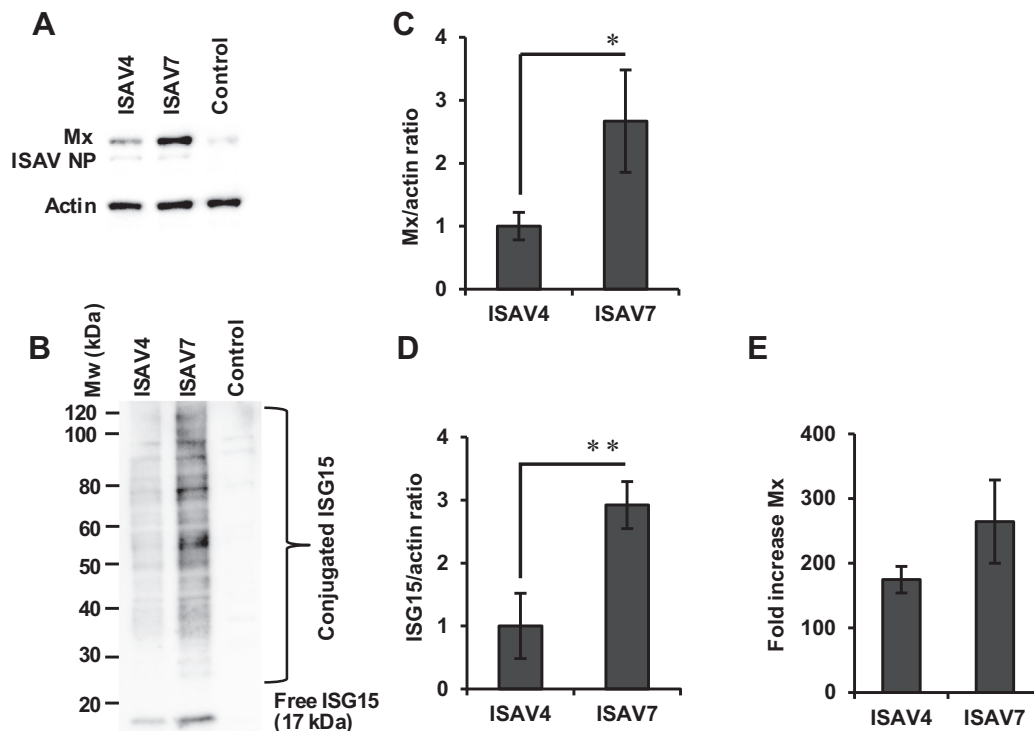 A
ISAV4
ISAV7
Control
Mx
ISAV NP
Actin
B
Mw (kDa)
ISAV4
ISAV7
Control
120
100
80
60
50
40
30
20
Conjugated ISG15
Free ISG15
(17 kDa)
C
Mx/actin ratio
4
3
2
1
0
*
ISAV4 ISAV7
D
ISG15/actin ratio
4
3
2
1
0
**
ISAV4 ISAV7
E
Fold increase Mx
400
300
200
100
0
ISAV4 ISAV7